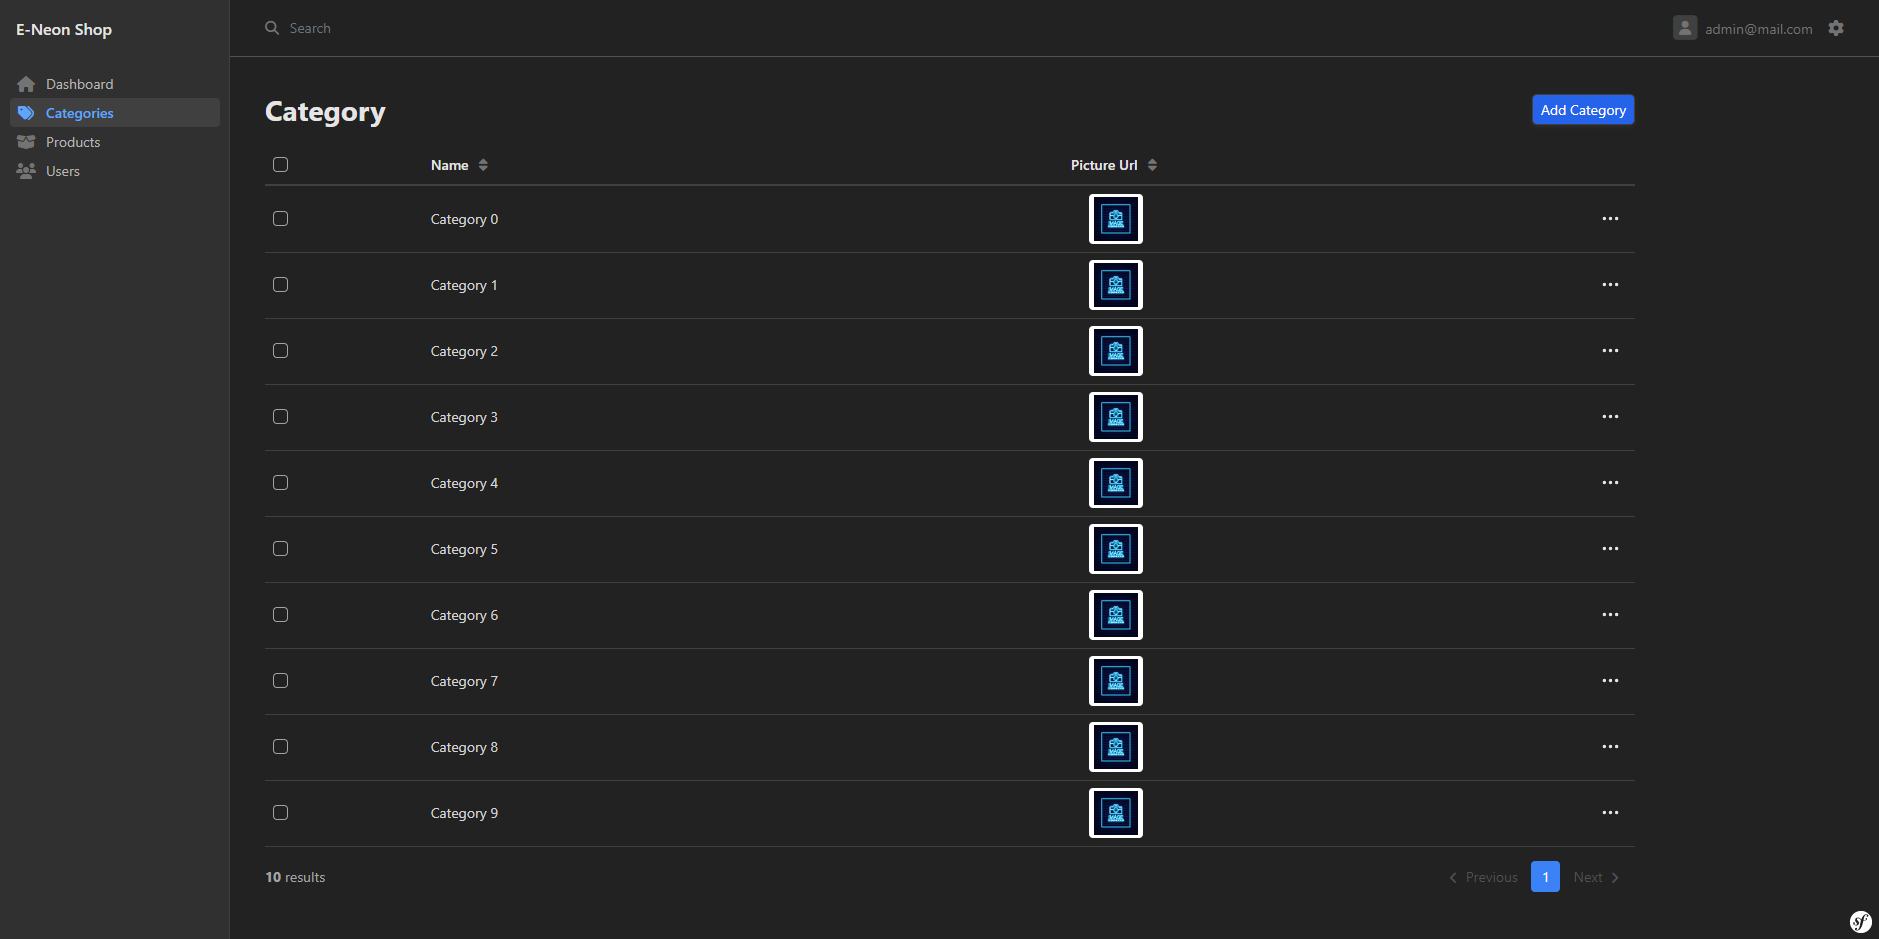 E-Neon Shop
Search
admin@mail.com
Dashboard
Categories
Products
Users
Category
Add Category
Name
Picture Url
Category 0
Category 1
Category 2
Category 3
Category 4
Category 5
Category 6
Category 7
Category 8
Category 9
10 results
Previous
1
Next
sf